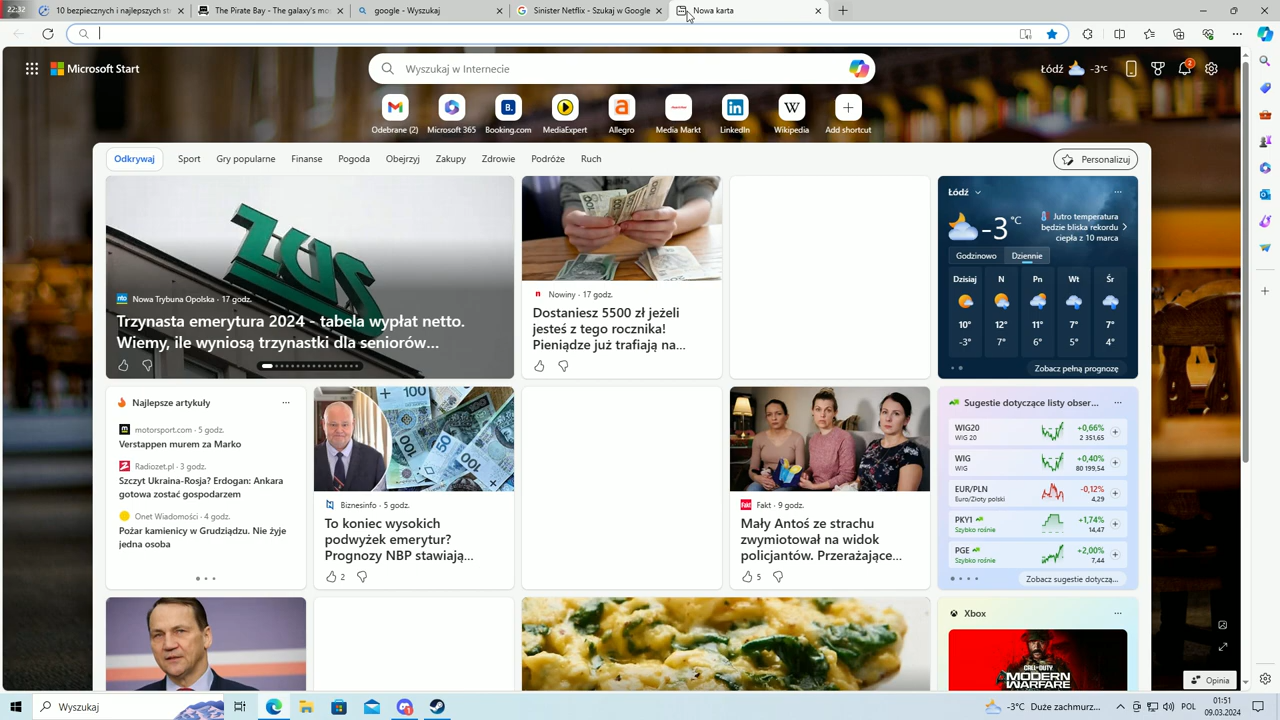 22:32
10 bezpiecznych i najlepszych str
The Pirate Bay - The galaxy's mo
google - Wyszukaj
Sinister Netflix - Szukaj w Google
Nowa karta
Microsoft Start
Wyszukaj w Internecie
Łódź -3°C
2
Odebrane (2)
Microsoft 365
Booking.com
MediaExpert
Allegro
Media Markt
LinkedIn
Wikipedia
Add shortcut
Odkrywaj
Sport
Gry popularne
Finanse
Pogoda
Obejrzyj
Zakupy
Zdrowie
Podróże
Ruch
Personalizuj
Nowa Trybuna Opolska · 17 godz.
Trzynasta emerytura 2024 - tabela wypłat netto.
Wiemy, ile wyniosą trzynastki dla seniorów...
Nowiny · 17 godz.
Dostaniesz 5500 zł jeżeli
jesteś z tego rocznika!
Pieniądze już trafiają na...
Łódź
-3 °C
Jutro temperatura
będzie bliska rekordu
ciepła z 10 marca
Godzinowo
Dziennie
Dzisiaj N Pn Wt Śr
10° 12° 11° 7° 7°
-3° 7° 6° 5° 4°
Zobacz pełną prognozę
Najlepsze artykuły
motorsport.com · 5 godz.
Verstappen murem za Marko
Radiozet.pl · 3 godz.
Szczyt Ukraina-Rosja? Erdogan: Ankara
gotowa zostać gospodarzem
Onet Wiadomości · 4 godz.
Pożar kamienicy w Grudziądzu. Nie żyje
jedna osoba
Biznesinfo · 5 godz.
To koniec wysokich
podwyżek emerytur?
Prognozy NBP stawiają...
2
Fakt · 9 godz.
Mały Antoś ze strachu
zwymiotował na widok
policjantów. Przerażające...
5
Sugestie dotyczące listy obser...
WIG20 +0,66%
WIG 20 2 351,65
WIG +0,40%
WIG 80 199,54
EUR/PLN -0,12%
Euro/Złoty polski 4,29
PKY1 +1,74%
Szybko rośnie 14,47
PGE +2,00%
Szybko rośnie 7,44
Zobacz sugestie dotyczą...
Xbox
CALL OF DUTY
MODERN
WARFARE
Opinia
Wyszukaj
-3°C Duże zachmurz...
POL
01:51
09.03.2024